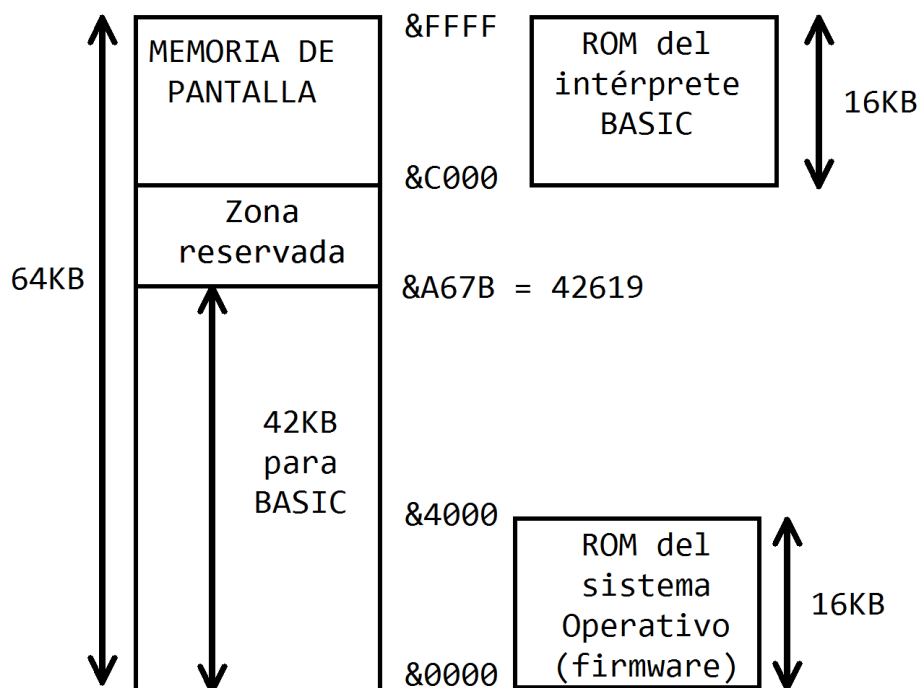 MEMORIA DE
PANTALLA
&FFFF
ROM del
intérprete
BASIC
16KB
&C000
Zona
reservada
64KB
&A67B = 42619
42KB
para
BASIC
&4000
ROM del
sistema
Operativo
(firmware)
16KB
&0000